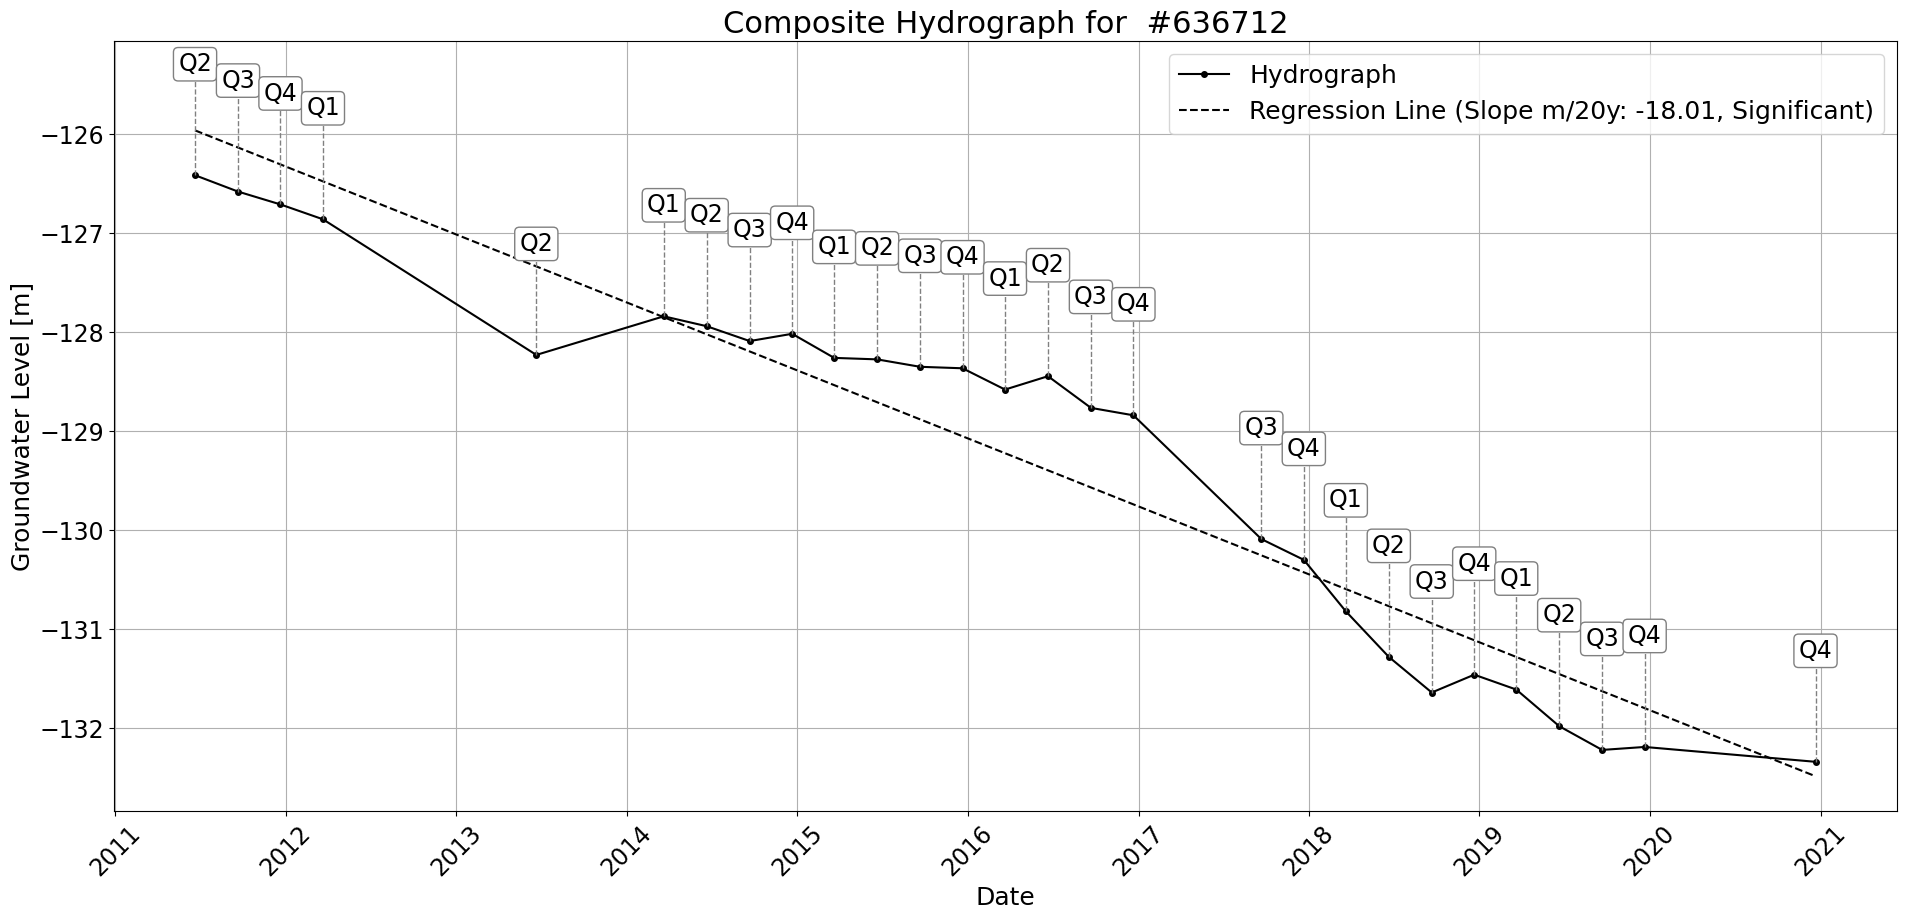 Composite Hydrograph for  #636712
Hydrograph
Regression Line (Slope m/20y: -18.01, Significant)
Q2
Q3
Q4
Q1
Q2
Q1
Q2
Q3
Q4
Q1
Q2
Q3
Q4
Q1
Q2
Q3
Q4
Q3
Q4
Q1
Q2
Q3
Q4
Q1
Q2
Q3
Q4
Q4
Groundwater Level [m]
−126
−127
−128
−129
−130
−131
−132
2011
2012
2013
2014
2015
2016
2017
2018
2019
2020
2021
Date